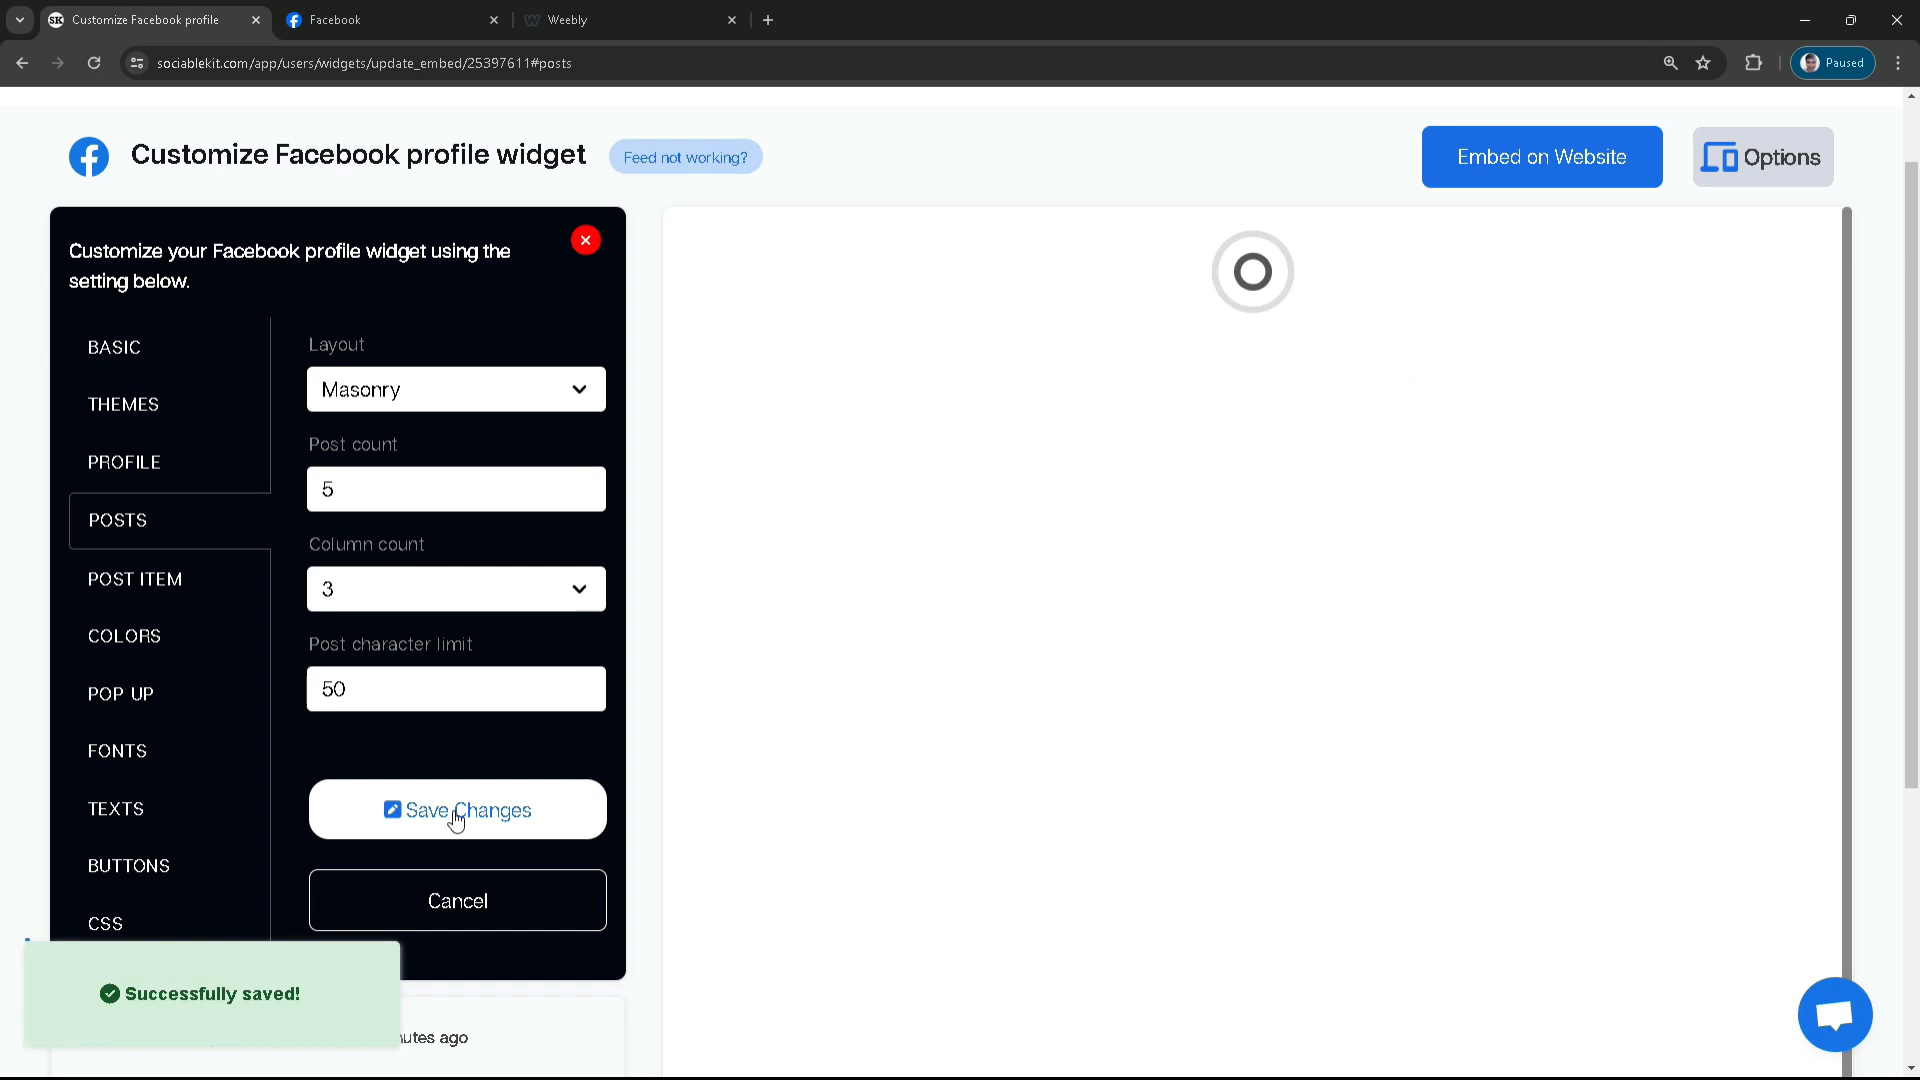 SK Customize Facebook profile
Facebook
Weebly
sociablekit.com/app/users/widgets/update_embed/25397611#posts
Paused
Customize Facebook profile widget
Feed not working?
Embed on Website
Options
Customize your Facebook profile widget using the
setting below.
BASIC
THEMES
PROFILE
POSTS
POST ITEM
COLORS
POP UP
FONTS
TEXTS
BUTTONS
CSS
Layout
Masonry
Post count
5
Column count
3
Post character limit
50
Save Changes
Cancel
Successfully saved!
ago